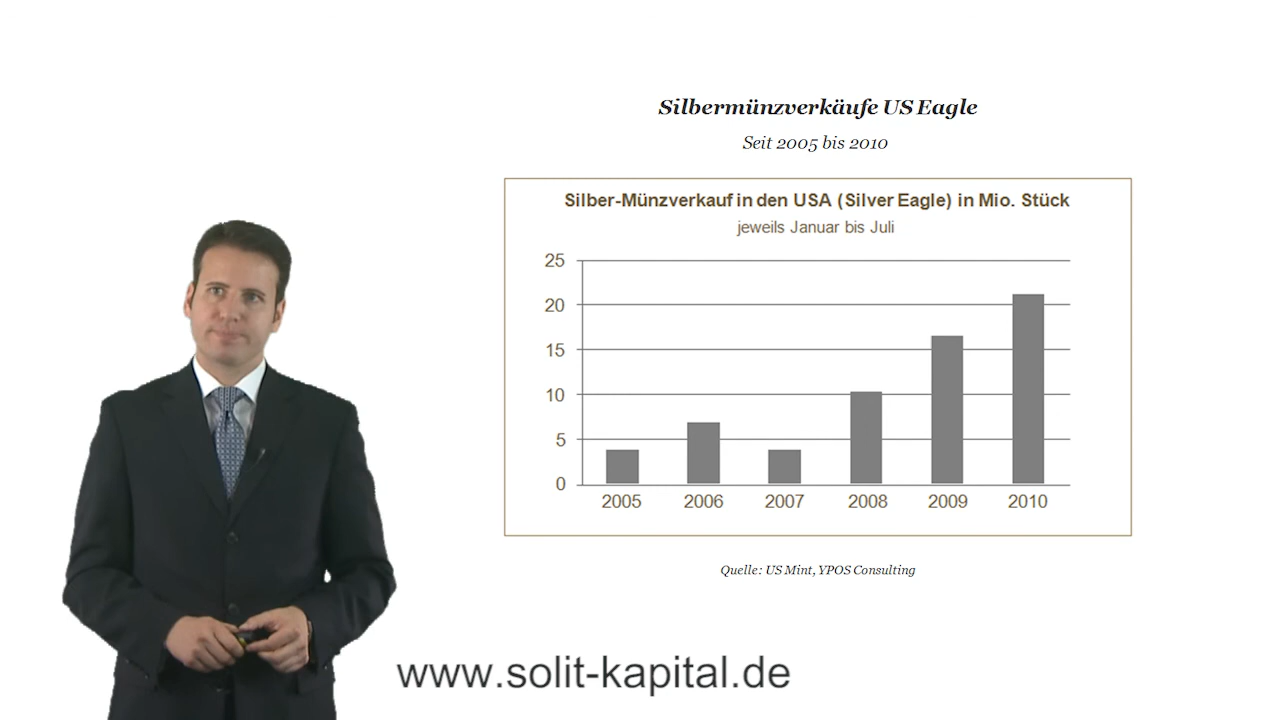 Silbermünzverkäufe US Eagle
Seit 2005 bis 2010
Silber-Münzverkauf in den USA (Silver Eagle) in Mio. Stück
jeweils Januar bis Juli
25
20
15
10
5
0
2005 2006 2007 2008 2009 2010
Quelle: US Mint, YPOS Consulting
www.solit-kapital.de